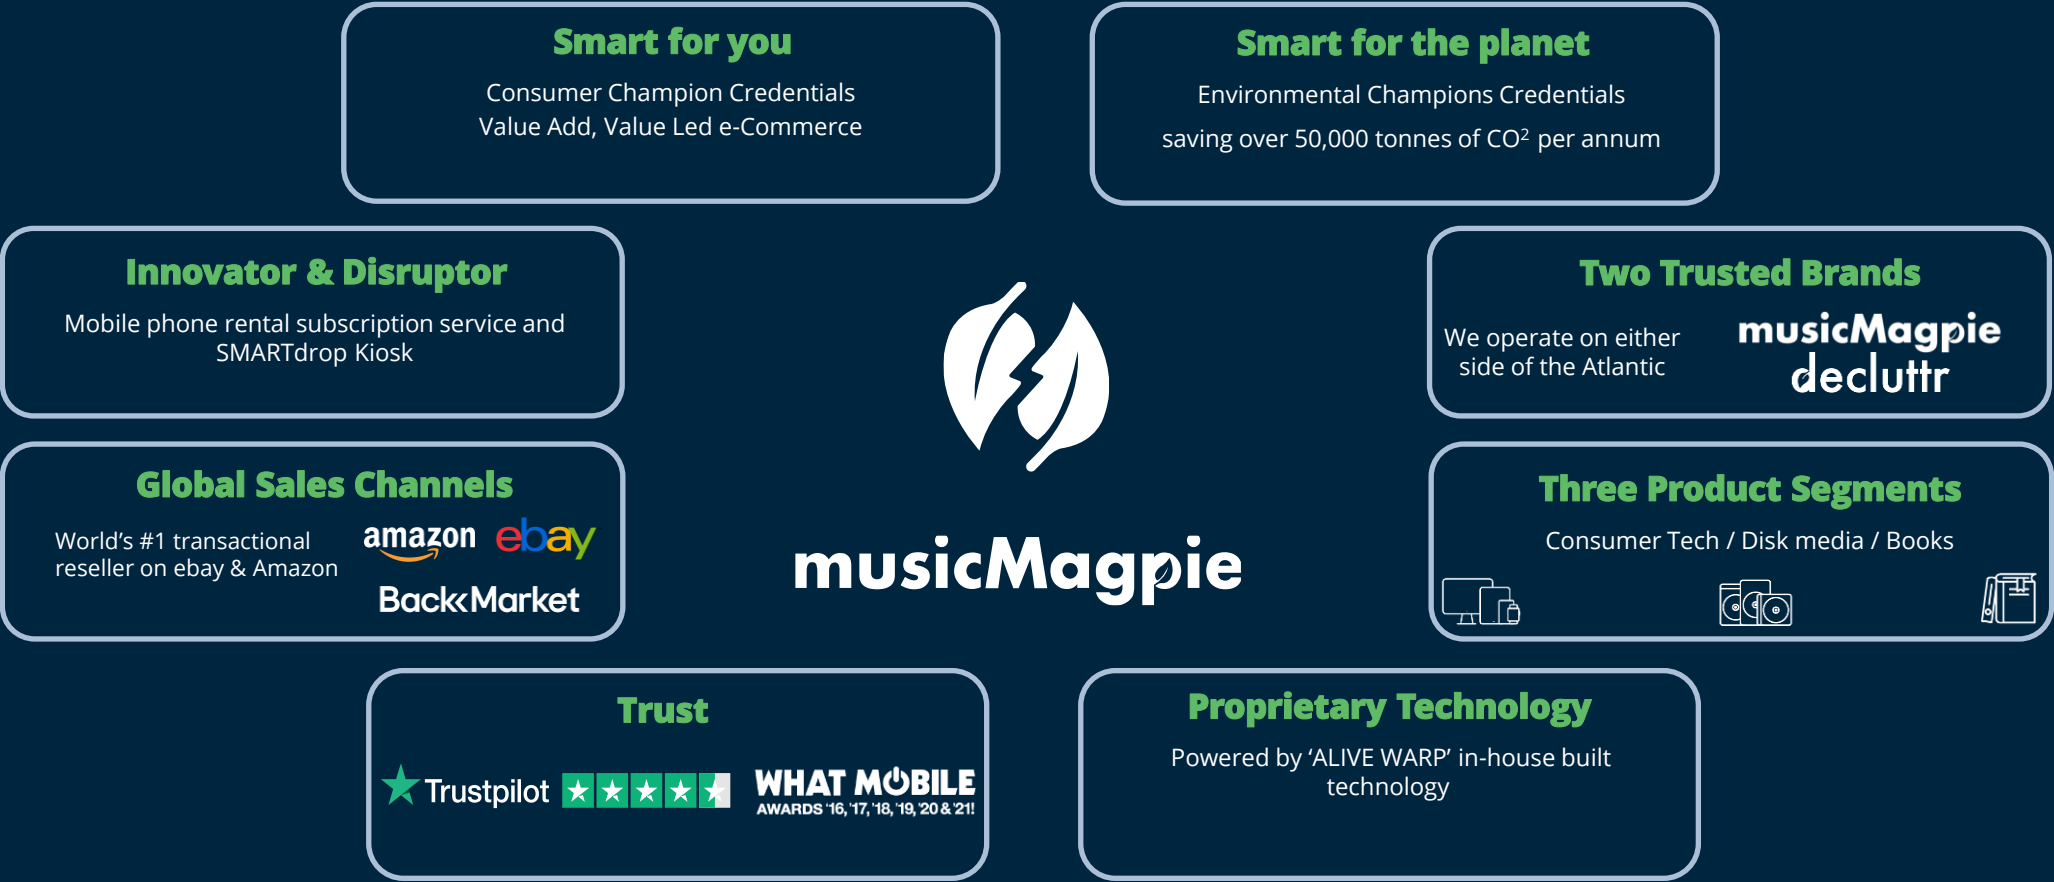 Smart for you
Consumer Champion Credentials
Value Add, Value Led e-Commerce
Smart for the planet
Environmental Champions Credentials
saving over 50,000 tonnes of CO² per annum
Innovator & Disruptor
Mobile phone rental subscription service and
SMARTdrop Kiosk
Two Trusted Brands
We operate on either
side of the Atlantic
musicMagpie
decluttr
Global Sales Channels
World’s #1 transactional
reseller on ebay & Amazon
amazon ebay
Back Market
musicMagpie
Three Product Segments
Consumer Tech / Disk media / Books
Trust
Trustpilot
WHAT MOBILE
AWARDS '16, '17, '18, '19, '20 & '21!
Proprietary Technology
Powered by ‘ALIVE WARP’ in-house built
technology